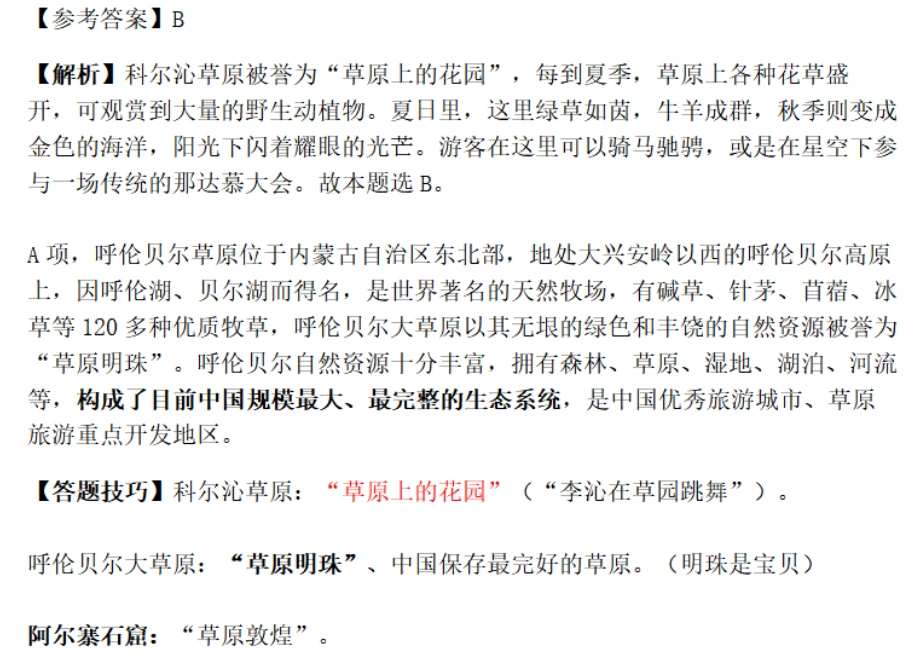 【参考答案】B
【解析】科尔沁草原被誉为“草原上的花园”，每到夏季，草原上各种花草盛
开，可观赏到大量的野生动植物。夏日里，这里绿草如茵，牛羊成群，秋季则变成
金色的海洋，阳光下闪着耀眼的光芒。游客在这里可以骑马驰骋，或是在星空下参
与一场传统的那达慕大会。故本题选 B。
A 项，呼伦贝尔草原位于内蒙古自治区东北部，地处大兴安岭以西的呼伦贝尔高原
上，因呼伦湖、贝尔湖而得名，是世界著名的天然牧场，有碱草、针茅、苜蓿、冰
草等 120 多种优质牧草，呼伦贝尔大草原以其无垠的绿色和丰饶的自然资源被誉为
“草原明珠”。呼伦贝尔自然资源十分丰富，拥有森林、草原、湿地、湖泊、河流
等，构成了目前中国规模最大、最完整的生态系统，是中国优秀旅游城市、草原
旅游重点开发地区。
【答题技巧】科尔沁草原：“草原上的花园”（“李沁在草园跳舞”）。
呼伦贝尔大草原：“草原明珠”、中国保存最完好的草原。（明珠是宝贝）
阿尔寨石窟：“草原敦煌”。